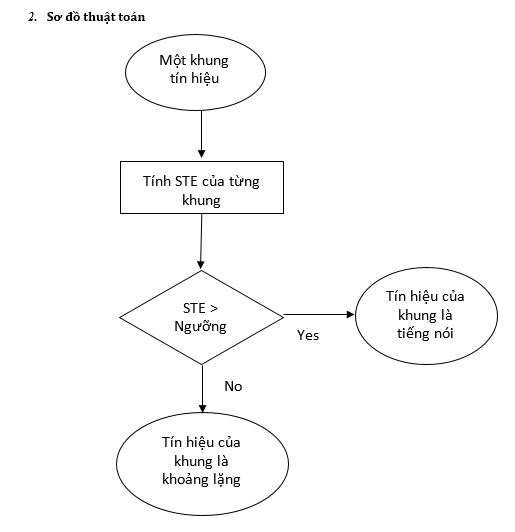 2. Sơ đồ thuật toán
Một khung
tín hiệu
Tính STE của từng
khung
STE >
Ngưỡng
Yes
Tín hiệu của
khung là
tiếng nói
No
Tín hiệu của
khung là
khoảng lặng